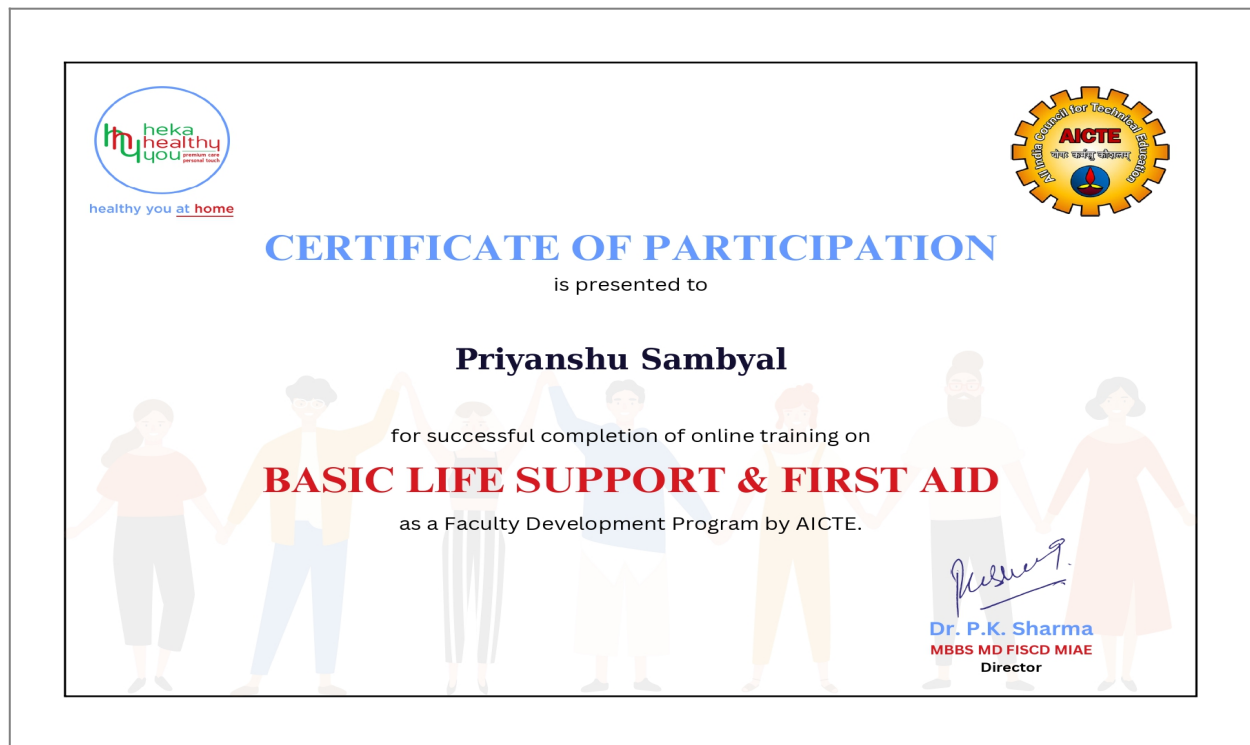 heka
healthy
you
premium care
personal touch
healthy you at home
All India Council for Technical Education
AICTE
योगः कर्मसु कौशलम्
CERTIFICATE OF PARTICIPATION
is presented to
Priyanshu Sambyal
for successful completion of online training on
BASIC LIFE SUPPORT & FIRST AID
as a Faculty Development Program by AICTE.
Dr. P.K. Sharma
MBBS MD FISCD MIAE
Director